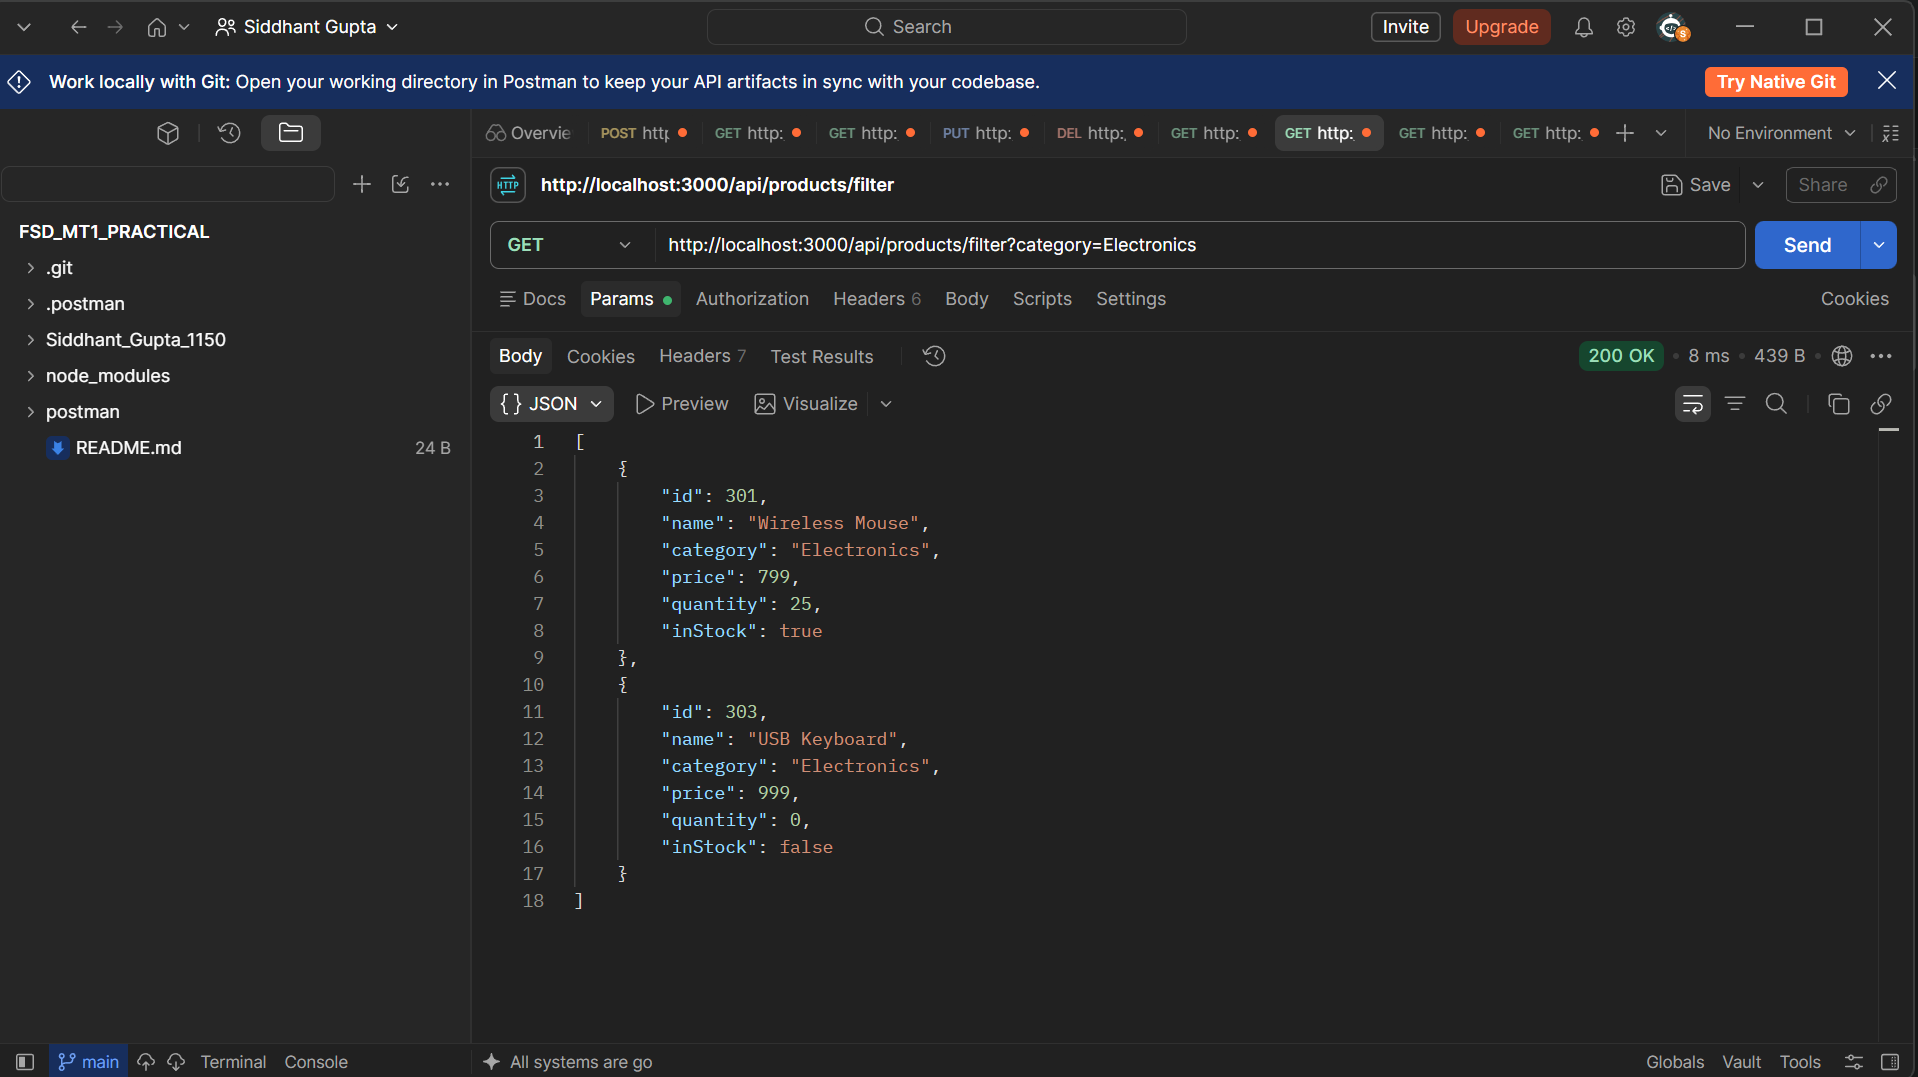 Siddhant Gupta
Search
Invite
Upgrade
Work locally with Git: Open your working directory in Postman to keep your API artifacts in sync with your codebase.
Try Native Git
Overvie
POST http
GET http:
GET http:
PUT http:
DEL http:
GET http:
GET http:
GET http:
GET http:
No Environment
HTTP
http://localhost:3000/api/products/filter
Save
Share
FSD_MT1_PRACTICAL
.git
.postman
Siddhant_Gupta_1150
node_modules
postman
README.md
24 B
GET
http://localhost:3000/api/products/filter?category=Electronics
Send
Docs
Params
Authorization
Headers 6
Body
Scripts
Settings
Cookies
Body
Cookies
Headers 7
Test Results
200 OK
8 ms
439 B
{} JSON
Preview
Visualize
1 [
2 {
3 "id": 301,
4 "name": "Wireless Mouse",
5 "category": "Electronics",
6 "price": 799,
7 "quantity": 25,
8 "inStock": true
9 },
10 {
11 "id": 303,
12 "name": "USB Keyboard",
13 "category": "Electronics",
14 "price": 999,
15 "quantity": 0,
16 "inStock": false
17 }
18 ]
main
Terminal
Console
All systems are go
Globals
Vault
Tools